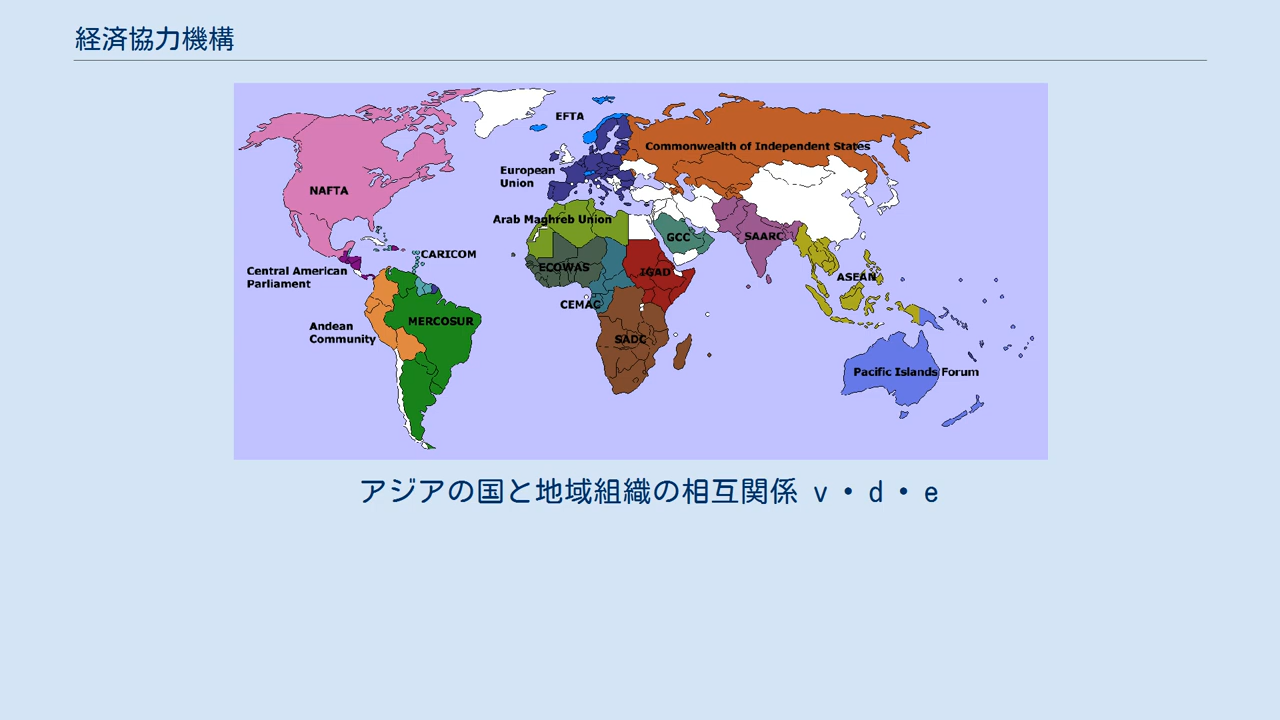 経済協力機構
EFTA
Commonwealth of Independent States
European
Union
NAFTA
Arab Maghreb Union
GCC
SAARC
CARICOM
Central American
Parliament
ECOWAS
IGAD
ASEAN
CEMAC
MERCOSUR
Andean
Community
SADC
Pacific Islands Forum
アジアの国と地域組織の相互関係 v・d・e